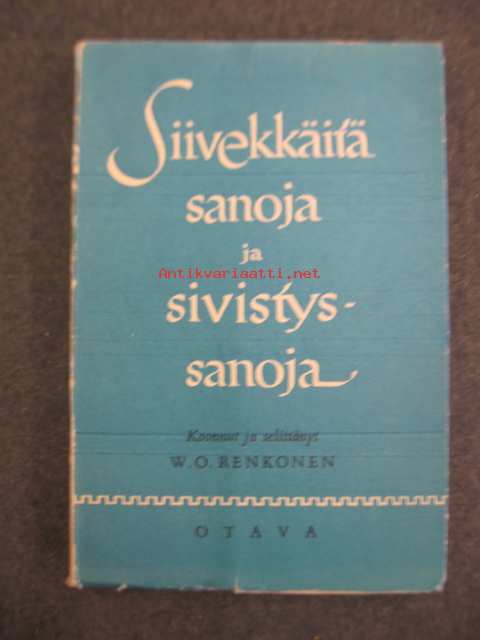 Siivekkäitä
sanoja
ja
Antikvariaatti.net
sivistys-
sanoja
Koonnut ja selittänyt
W.O. RENKONEN
OTAVA